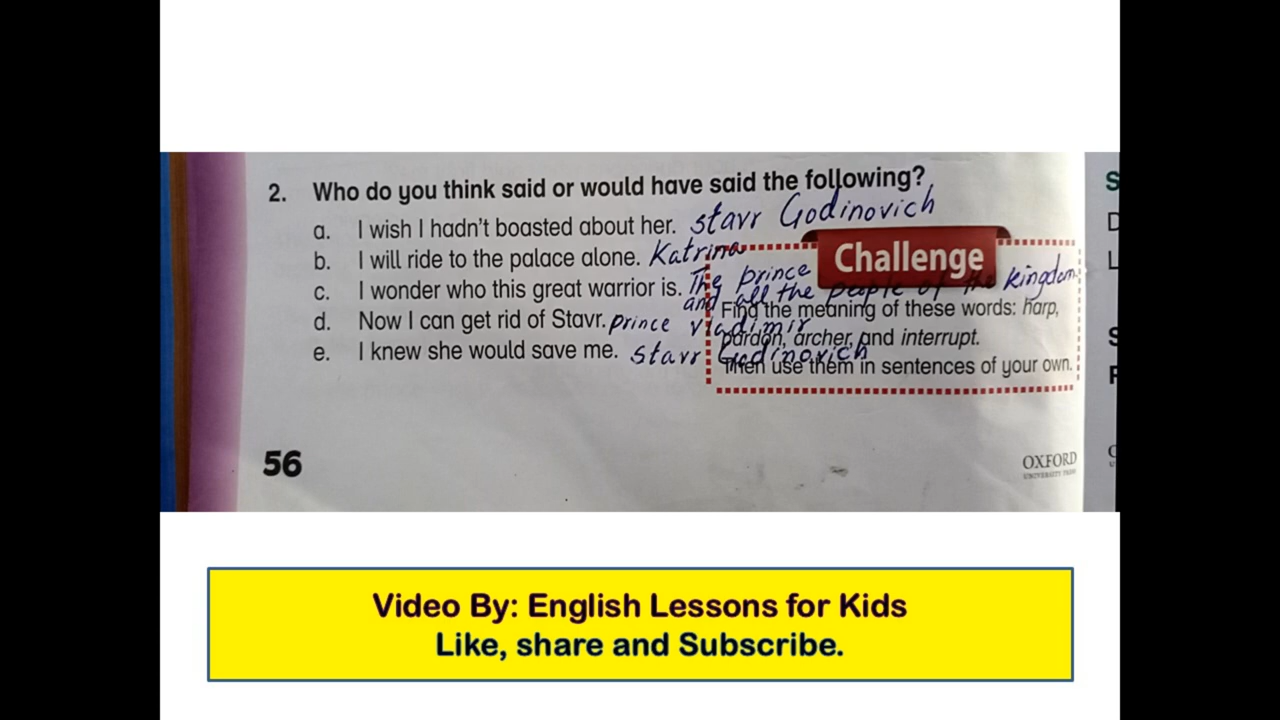 2. Who do you think said or would have said the following?
a. I wish I hadn't boasted about her. Stavr Godinovich
b. I will ride to the palace alone. Katrina
c. I wonder who this great warrior is. The prince
and all the people of the kingdom.
d. Now I can get rid of Stavr. prince vladimir
e. I knew she would save me. Stavr Godinovich
Challenge
Find the meaning of these words: harp,
pardon, archer, and interrupt.
Then use them in sentences of your own.
56
OXFORD
UNIVERSITY PRESS
S
D
L
S
F
Video By: English Lessons for Kids
Like, share and Subscribe.